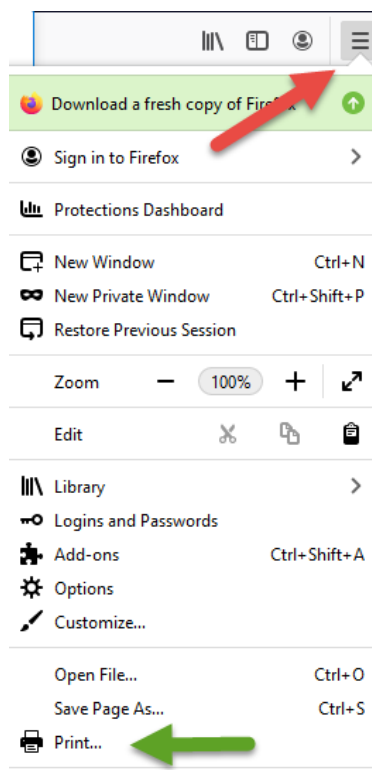 Download a fresh copy of Firefox
Sign in to Firefox
Protections Dashboard
New Window Ctrl+N
New Private Window Ctrl+Shift+P
Restore Previous Session
Zoom 100%
Edit
Library
Logins and Passwords
Add-ons Ctrl+Shift+A
Options
Customize...
Open File... Ctrl+O
Save Page As... Ctrl+S
Print...